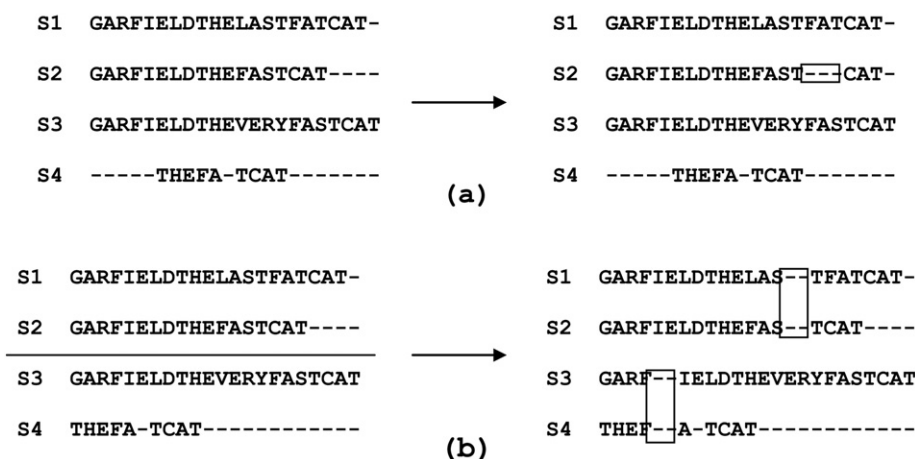 S1 GARFIELDTHELASTFATCAT- S1 GARFIELDTHELASTFATCAT-
S2 GARFIELDTHEFASTCAT---- S2 GARFIELDTHEFAST---CAT-
S3 GARFIELDTHEVERYFASTCAT S3 GARFIELDTHEVERYFASTCAT
S4 -----THEFA-TCAT------- S4 -----THEFA-TCAT-------
(a)
S1 GARFIELDTHELASTFATCAT- S1 GARFIELDTHELAS--TFATCAT-
S2 GARFIELDTHEFASTCAT---- S2 GARFIELDTHEFAS--TCAT----
S3 GARFIELDTHEVERYFASTCAT S3 GARF--IELDTHEVERYFASTCAT
S4 THEFA-TCAT------------ S4 THEF--A-TCAT------------
(b)